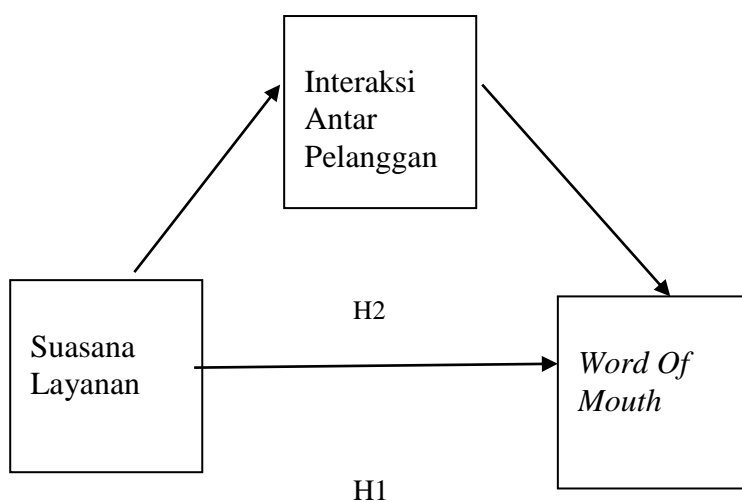 Interaksi
Antar
Pelanggan
H2
Suasana
Layanan
Word Of
Mouth
H1